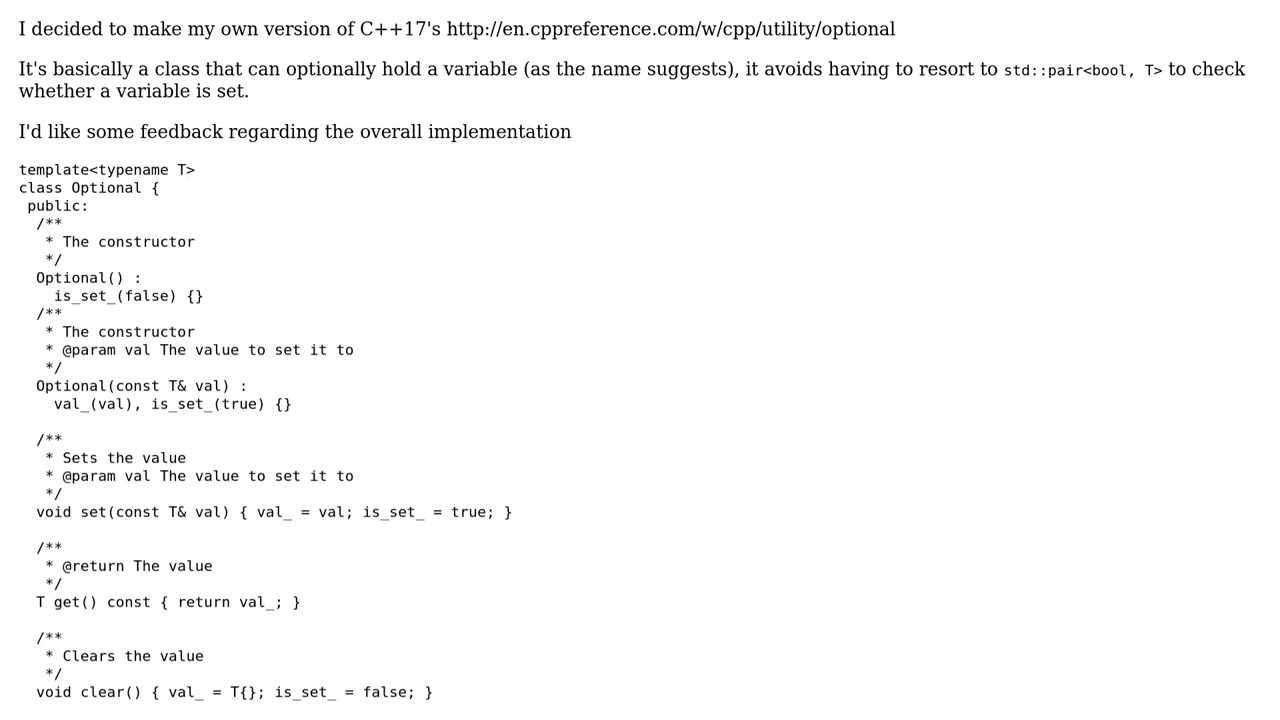 I decided to make my own version of C++17's http://en.cppreference.com/w/cpp/utility/optional
It's basically a class that can optionally hold a variable (as the name suggests), it avoids having to resort to std::pair<bool, T> to check
whether a variable is set.
I'd like some feedback regarding the overall implementation
template<typename T>
class Optional {
 public:
  /**
   * The constructor
   */
  Optional() :
    is_set_(false) {}
  /**
   * The constructor
   * @param val The value to set it to
   */
  Optional(const T& val) :
    val_(val), is_set_(true) {}

  /**
   * Sets the value
   * @param val The value to set it to
   */
  void set(const T& val) { val_ = val; is_set_ = true; }

  /**
   * @return The value
   */
  T get() const { return val_; }

  /**
   * Clears the value
   */
  void clear() { val_ = T{}; is_set_ = false; }